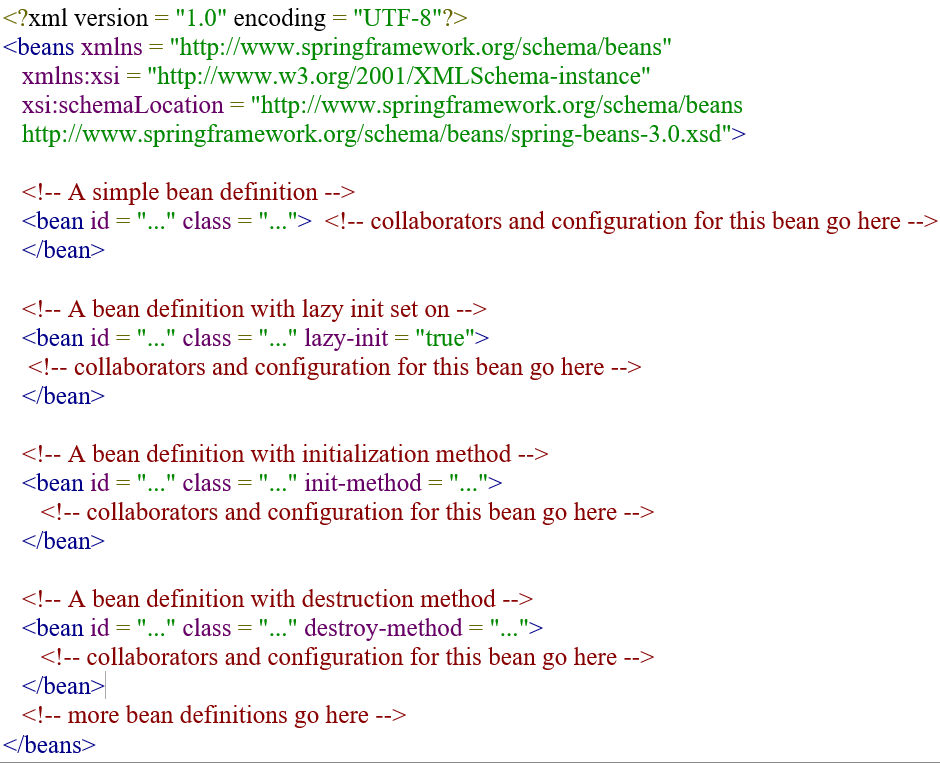 <?xml version = "1.0" encoding = "UTF-8"?>
<beans xmlns = "http://www.springframework.org/schema/beans"
xmlns:xsi = "http://www.w3.org/2001/XMLSchema-instance"
xsi:schemaLocation = "http://www.springframework.org/schema/beans
http://www.springframework.org/schema/beans/spring-beans-3.0.xsd">
<!-- A simple bean definition -->
<bean id = "..." class = "..."> <!-- collaborators and configuration for this bean go here -->
</bean>
<!-- A bean definition with lazy init set on -->
<bean id = "..." class = "..." lazy-init = "true">
<!-- collaborators and configuration for this bean go here -->
</bean>
<!-- A bean definition with initialization method -->
<bean id = "..." class = "..." init-method = "...">
<!-- collaborators and configuration for this bean go here -->
</bean>
<!-- A bean definition with destruction method -->
<bean id = "..." class = "..." destroy-method = "...">
<!-- collaborators and configuration for this bean go here -->
</bean>
<!-- more bean definitions go here -->
</beans>